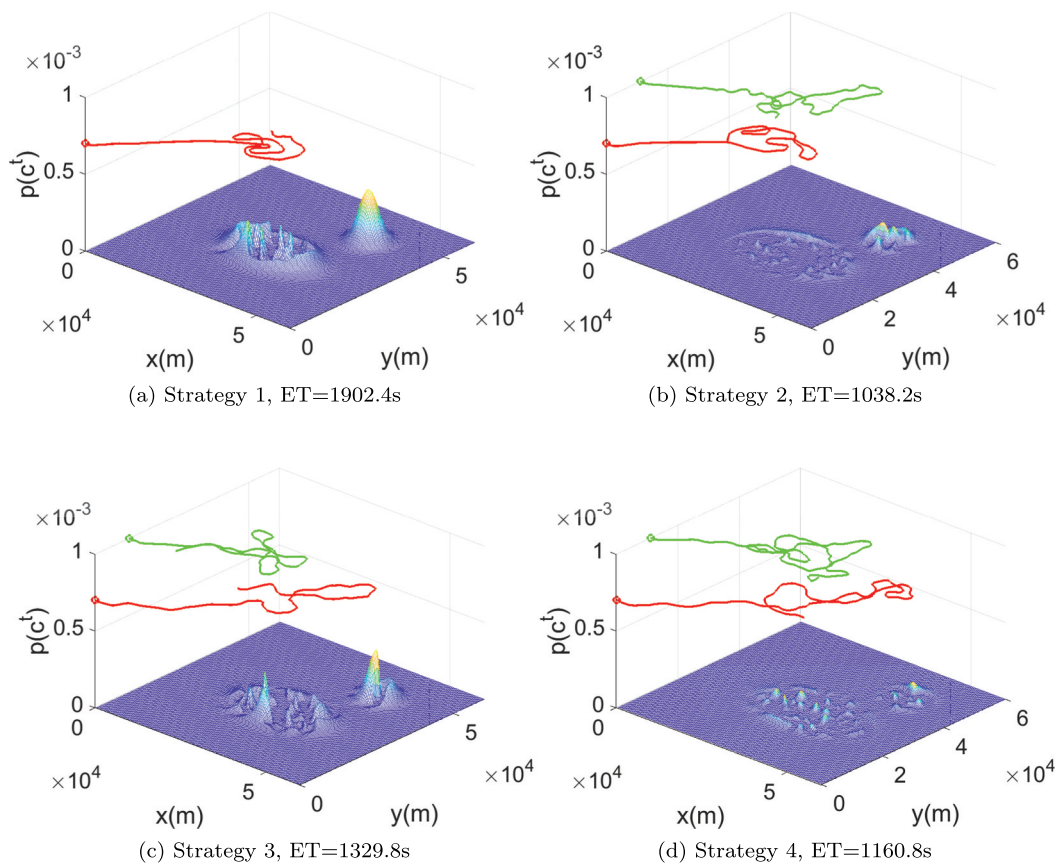 ×10⁻³
1
0.5
0
p(cᵗ)
0
5
×10⁴
x(m)
0
5
×10⁴
y(m)
(a) Strategy 1, ET=1902.4s
×10⁻³
1
0.5
0
p(cᵗ)
0
5
×10⁴
x(m)
0
2
4
6
×10⁴
y(m)
(b) Strategy 2, ET=1038.2s
×10⁻³
1
0.5
0
p(cᵗ)
0
5
×10⁴
x(m)
0
5
×10⁴
y(m)
(c) Strategy 3, ET=1329.8s
×10⁻³
1
0.5
0
p(cᵗ)
0
5
×10⁴
x(m)
0
2
4
6
×10⁴
y(m)
(d) Strategy 4, ET=1160.8s